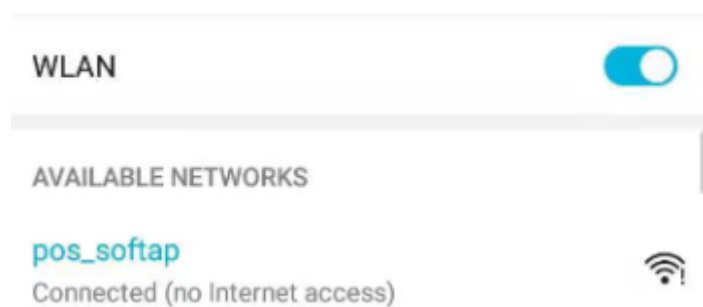 WLAN
AVAILABLE NETWORKS
pos_softap
Connected (no Internet access)